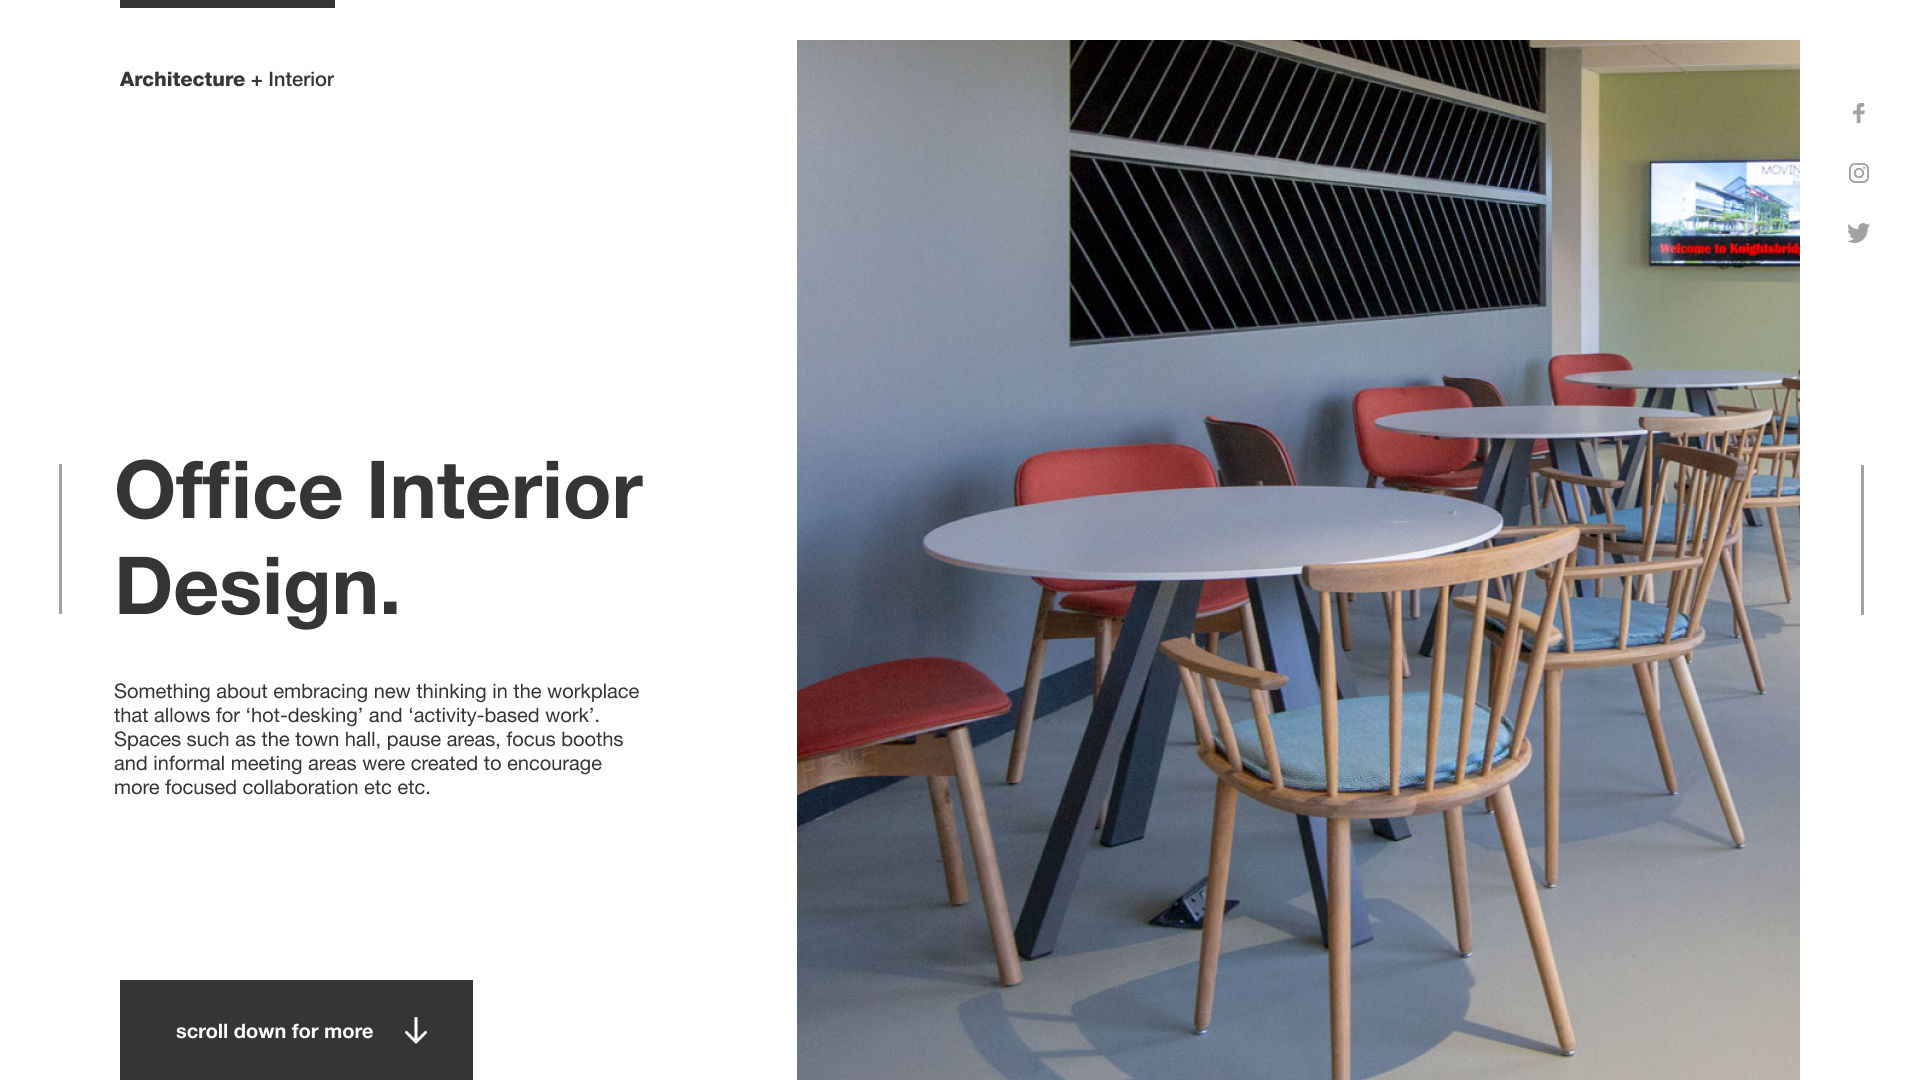 Architecture + Interior
MOVIN
Welcome to Knightsbrid
Office Interior
Design.
Something about embracing new thinking in the workplace
that allows for ‘hot-desking’ and ‘activity-based work’.
Spaces such as the town hall, pause areas, focus booths
and informal meeting areas were created to encourage
more focused collaboration etc etc.
scroll down for more